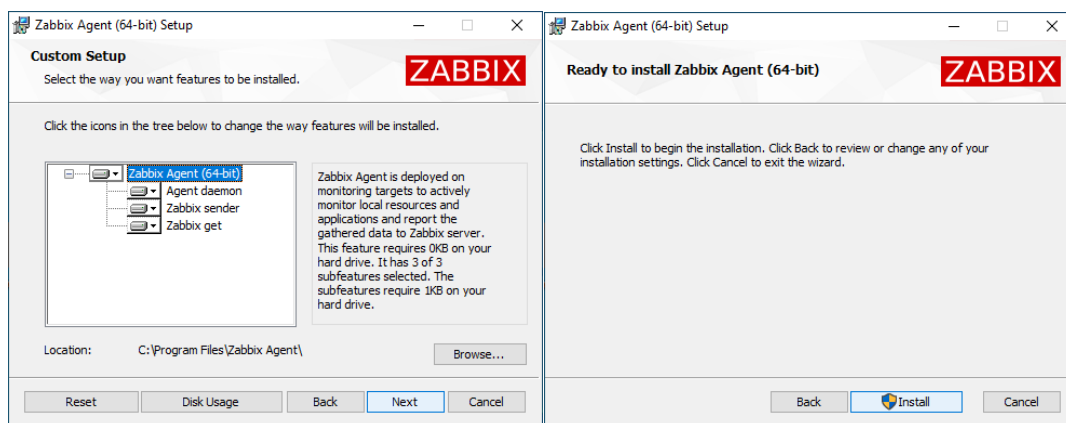 Zabbix Agent (64-bit) Setup
Custom Setup
Select the way you want features to be installed.
ZABBIX
Click the icons in the tree below to change the way features will be installed.
Zabbix Agent (64-bit)
Agent daemon
Zabbix sender
Zabbix get
Zabbix Agent is deployed on
monitoring targets to actively
monitor local resources and
applications and report the
gathered data to Zabbix server.
This feature requires 0KB on your
hard drive. It has 3 of 3
subfeatures selected. The
subfeatures require 1KB on your
hard drive.
Location: C:\Program Files\Zabbix Agent\
Browse...
Reset Disk Usage Back Next Cancel
Zabbix Agent (64-bit) Setup
Ready to install Zabbix Agent (64-bit)
ZABBIX
Click Install to begin the installation. Click Back to review or change any of your
installation settings. Click Cancel to exit the wizard.
Back Install Cancel